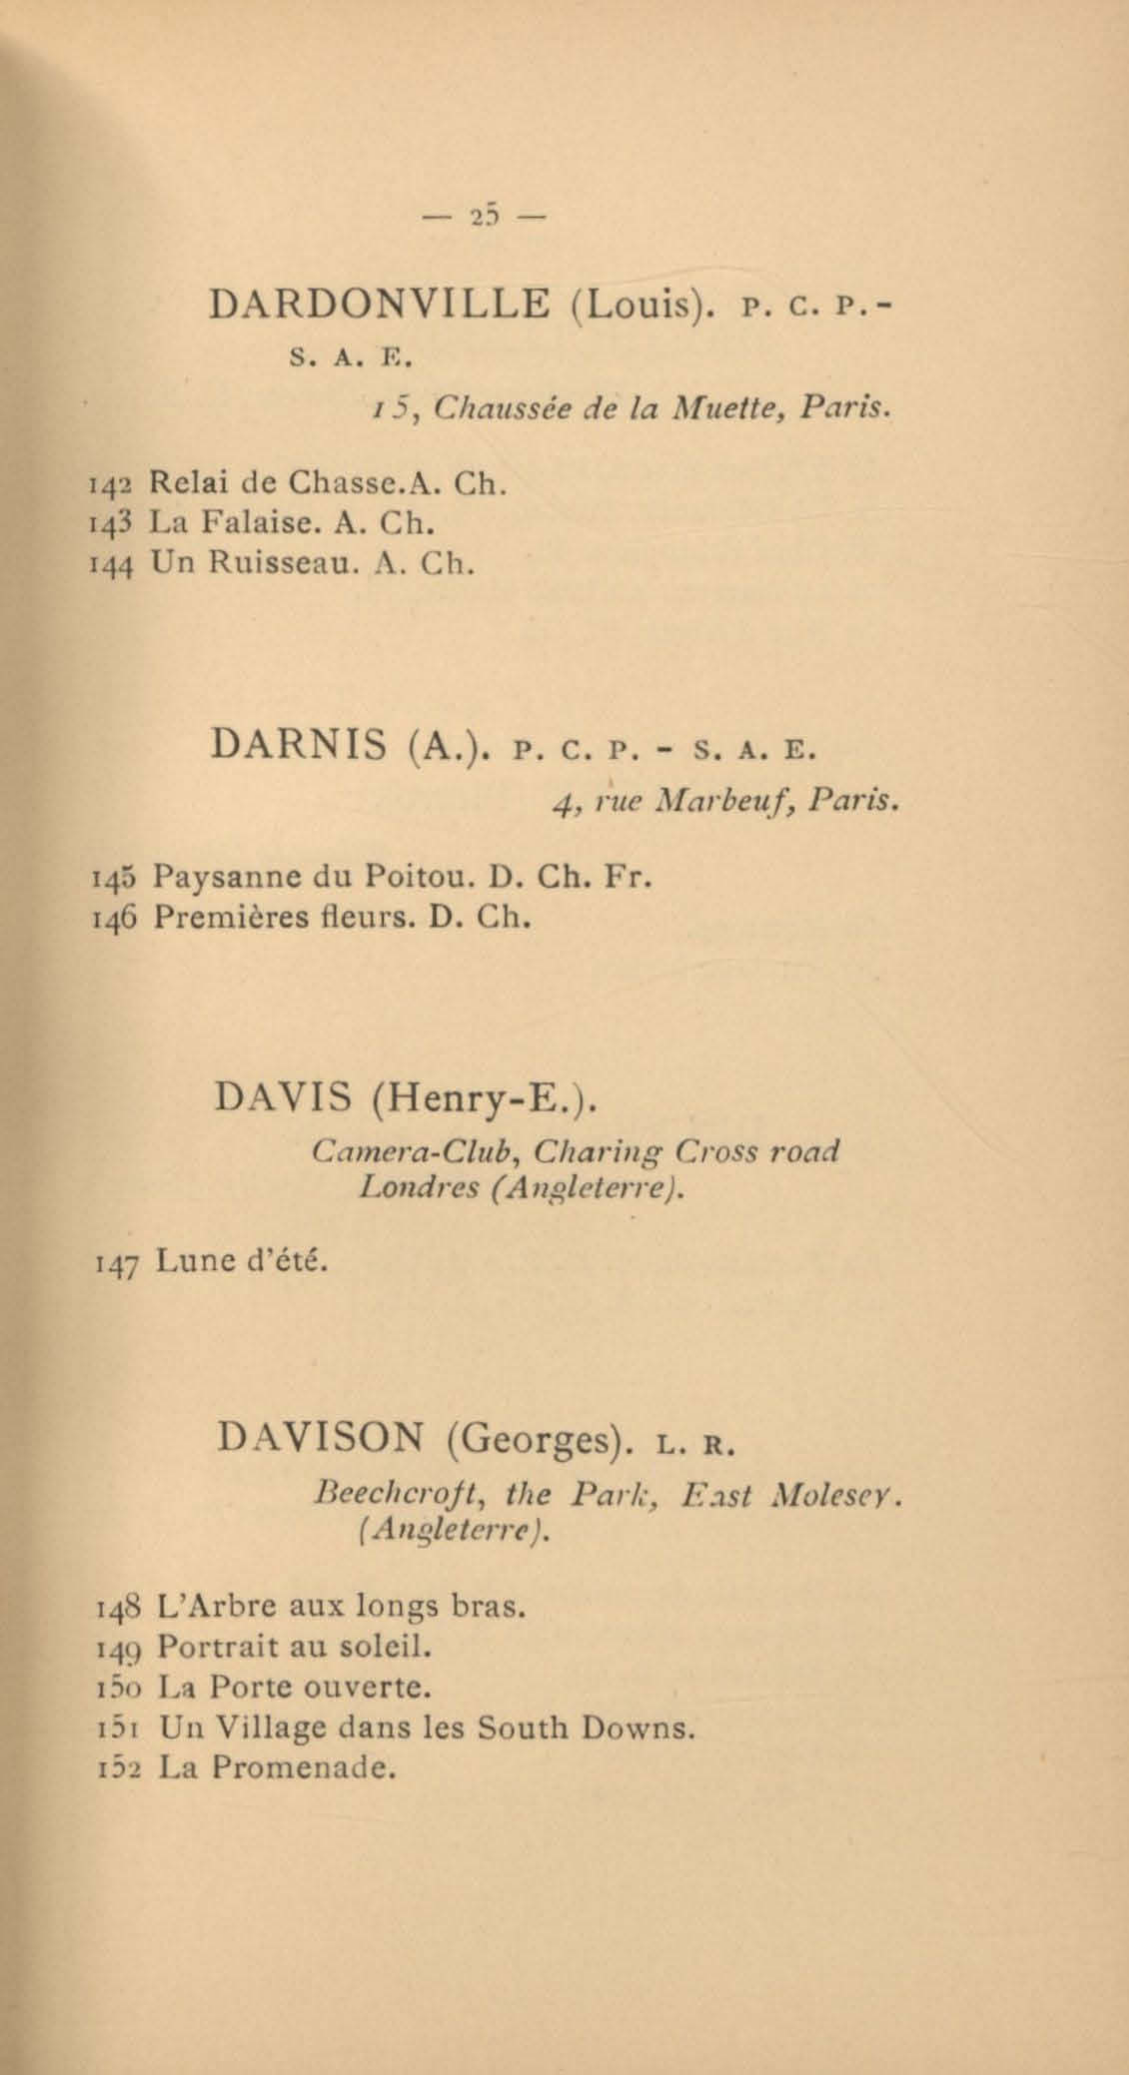 — 25 —
DARDONVILLE (Louis). P. C. P.-
S. A. E.
15, Chaussée de la Muette, Paris.
142 Relai de Chasse. A. Ch.
143 La Falaise. A. Ch.
144 Un Ruisseau. A. Ch.
DARNIS (A.). P. C. P. - S. A. E.
4, rue Marbeuf, Paris.
145 Paysanne du Poitou. D. Ch. Fr.
146 Premières fleurs. D. Ch.
DAVIS (Henry-E.).
Camera-Club, Charing Cross road
Londres (Angleterre).
147 Lune d'été.
DAVISON (Georges). L. R.
Beechcroft, the Park, East Molesey.
(Angleterre).
148 L'Arbre aux longs bras.
149 Portrait au soleil.
150 La Porte ouverte.
151 Un Village dans les South Downs.
152 La Promenade.